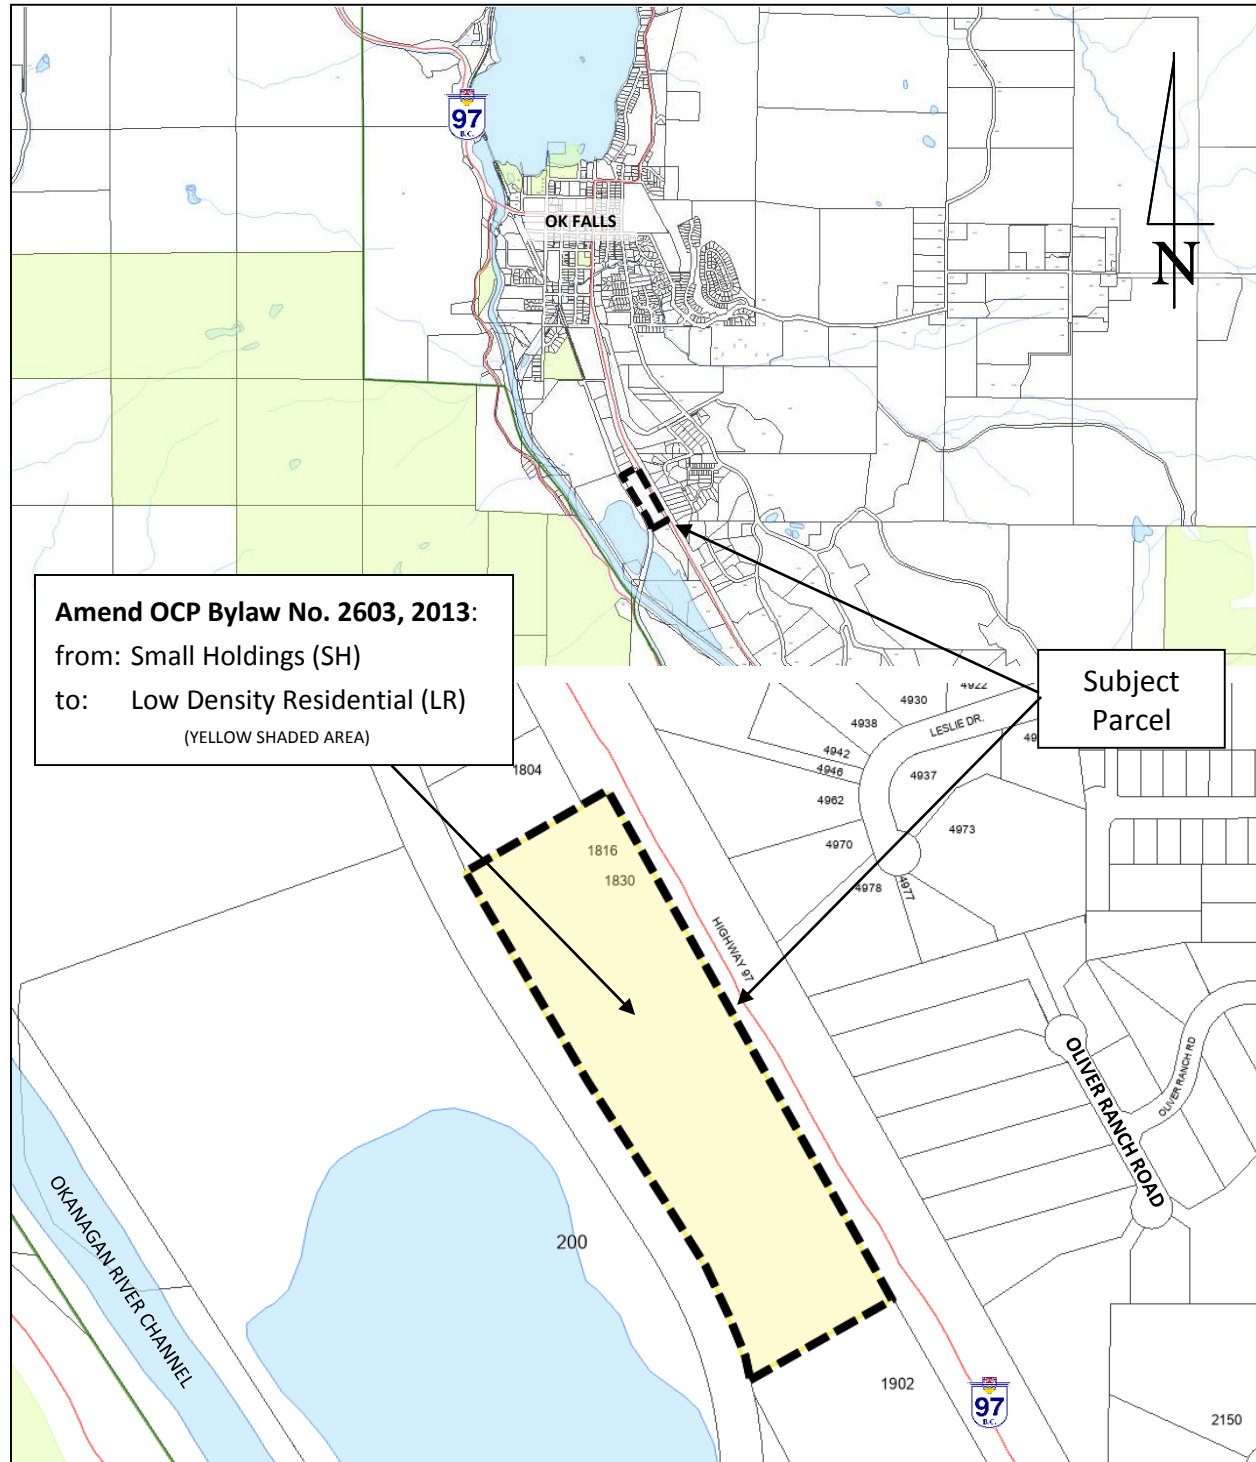 97
B.C.
OK FALLS
N
Amend OCP Bylaw No. 2603, 2013:
from: Small Holdings (SH)
to: Low Density Residential (LR)
(YELLOW SHADED AREA)
Subject
Parcel
4922
4930
4938
LESLIE DR.
4942
4946
4937
4962
4973
4970
4978
4977
1804
1816
1830
HIGHWAY 97
OLIVER RANCH ROAD
OLIVER RANCH RD
OKANAGAN RIVER CHANNEL
200
1902
97
B.C.
2150